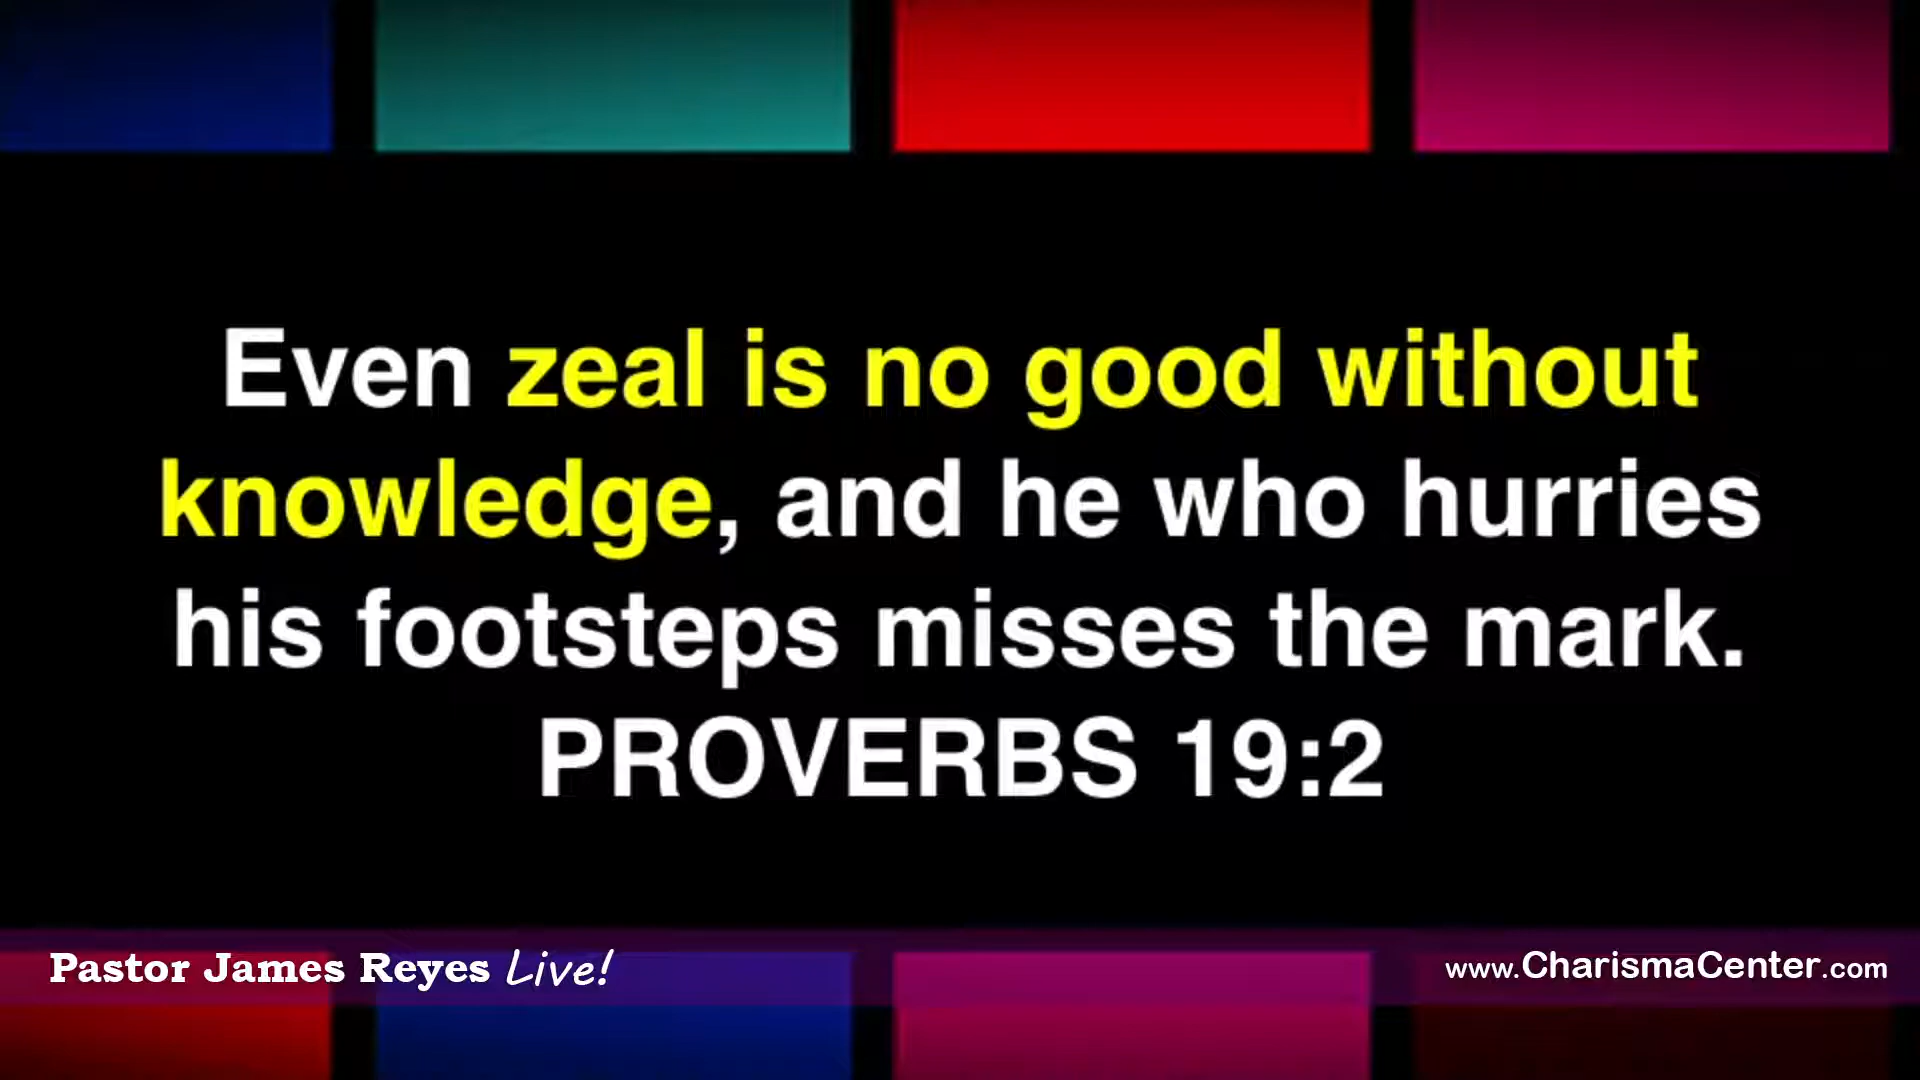 Even zeal is no good without
knowledge, and he who hurries
his footsteps misses the mark.
PROVERBS 19:2
Pastor James Reyes Live!
www.CharismaCenter.com